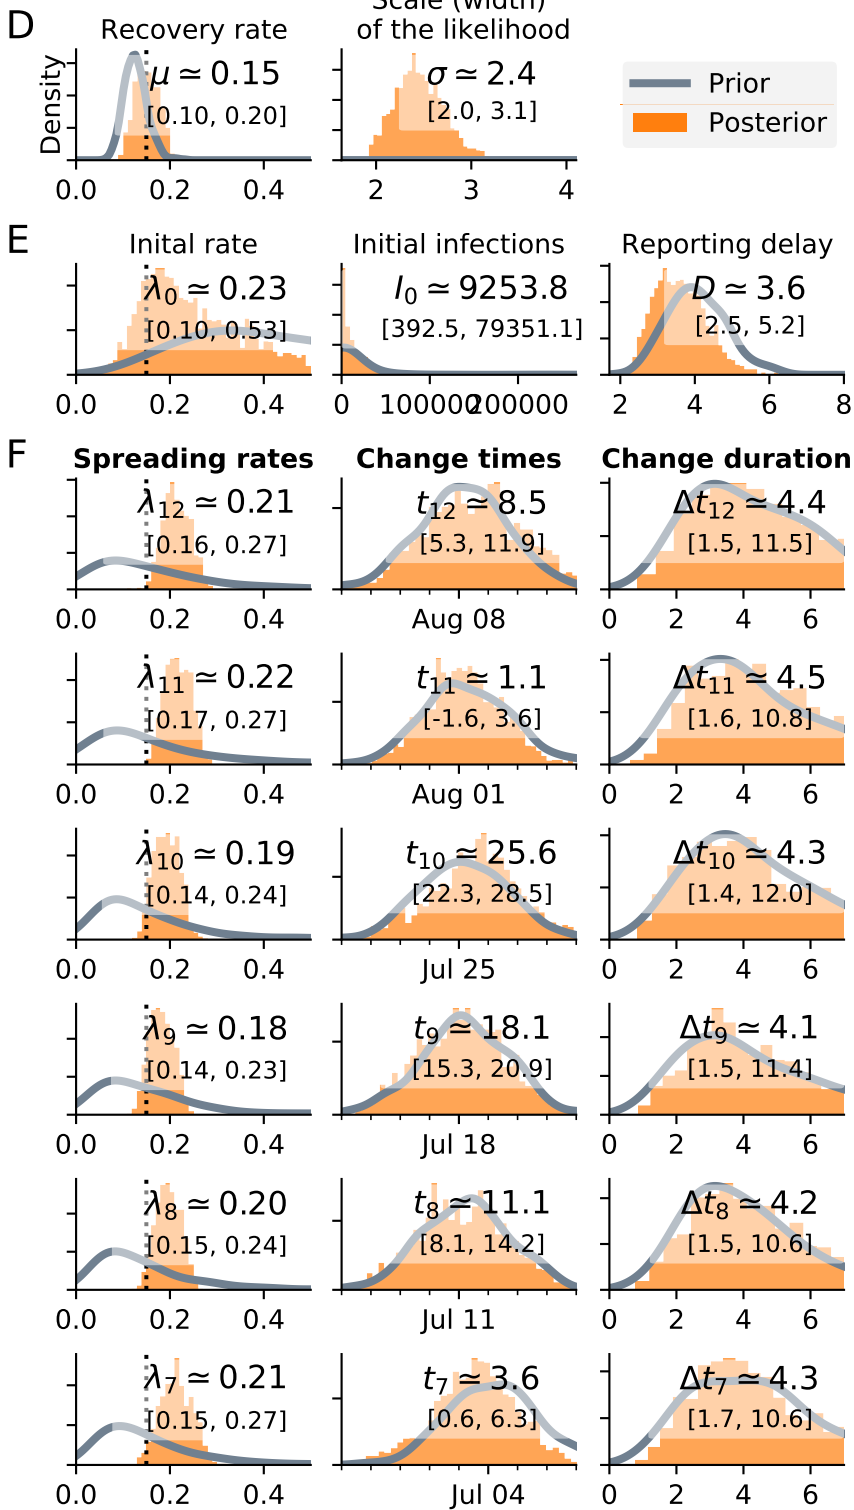 D
Recovery rate
Scale (width)
of the likelihood
Density
μ ≃ 0.15
[0.10, 0.20]
σ ≃ 2.4
[2.0, 3.1]
Prior
Posterior
0.0 0.2 0.4
2 3 4
E
Inital rate
Initial infections
Reporting delay
λ0 ≃ 0.23
[0.10, 0.53]
I0 ≃ 9253.8
[392.5, 79351.1]
D ≃ 3.6
[2.5, 5.2]
0.0 0.2 0.4
0 100000 200000
2 4 6 8
F
Spreading rates
Change times
Change duration
λ12 ≃ 0.21
[0.16, 0.27]
t12 ≃ 8.5
[5.3, 11.9]
Δt12 ≃ 4.4
[1.5, 11.5]
0.0 0.2 0.4
Aug 08
0 2 4 6
λ11 ≃ 0.22
[0.17, 0.27]
t11 ≃ 1.1
[-1.6, 3.6]
Δt11 ≃ 4.5
[1.6, 10.8]
0.0 0.2 0.4
Aug 01
0 2 4 6
λ10 ≃ 0.19
[0.14, 0.24]
t10 ≃ 25.6
[22.3, 28.5]
Δt10 ≃ 4.3
[1.4, 12.0]
0.0 0.2 0.4
Jul 25
0 2 4 6
λ9 ≃ 0.18
[0.14, 0.23]
t9 ≃ 18.1
[15.3, 20.9]
Δt9 ≃ 4.1
[1.5, 11.4]
0.0 0.2 0.4
Jul 18
0 2 4 6
λ8 ≃ 0.20
[0.15, 0.24]
t8 ≃ 11.1
[8.1, 14.2]
Δt8 ≃ 4.2
[1.5, 10.6]
0.0 0.2 0.4
Jul 11
0 2 4 6
λ7 ≃ 0.21
[0.15, 0.27]
t7 ≃ 3.6
[0.6, 6.3]
Δt7 ≃ 4.3
[1.7, 10.6]
0.0 0.2 0.4
Jul 04
0 2 4 6